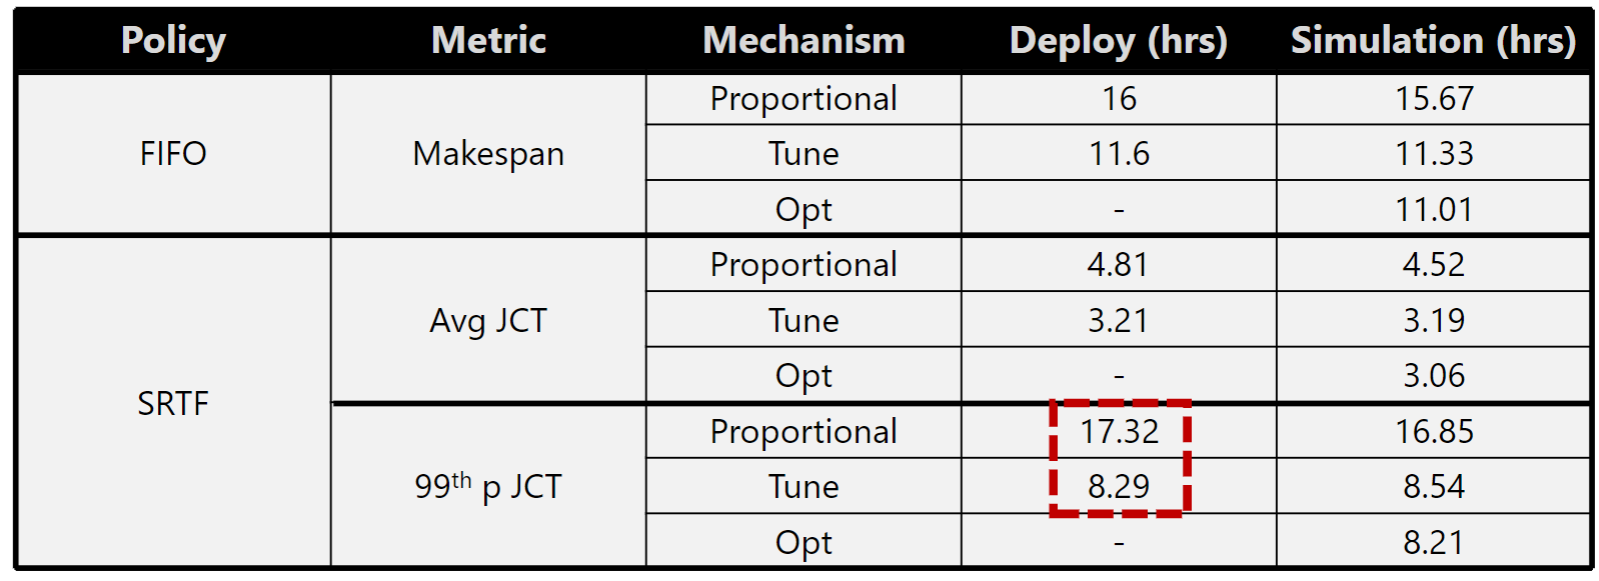 Policy Metric Mechanism Deploy (hrs) Simulation (hrs)
FIFO Makespan Proportional 16 15.67
Tune 11.6 11.33
Opt - 11.01
SRTF Avg JCT Proportional 4.81 4.52
Tune 3.21 3.19
Opt - 3.06
99th p JCT Proportional 17.32 16.85
Tune 8.29 8.54
Opt - 8.21